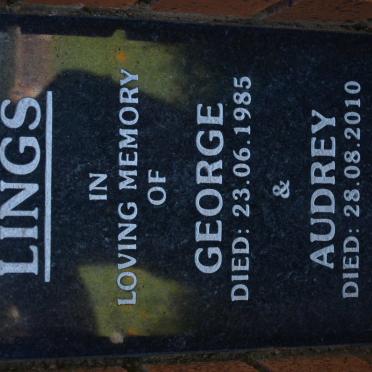 LINGS
IN
LOVING MEMORY
OF
GEORGE
DIED: 23.06.1985
&
AUDREY
DIED: 28.08.2010